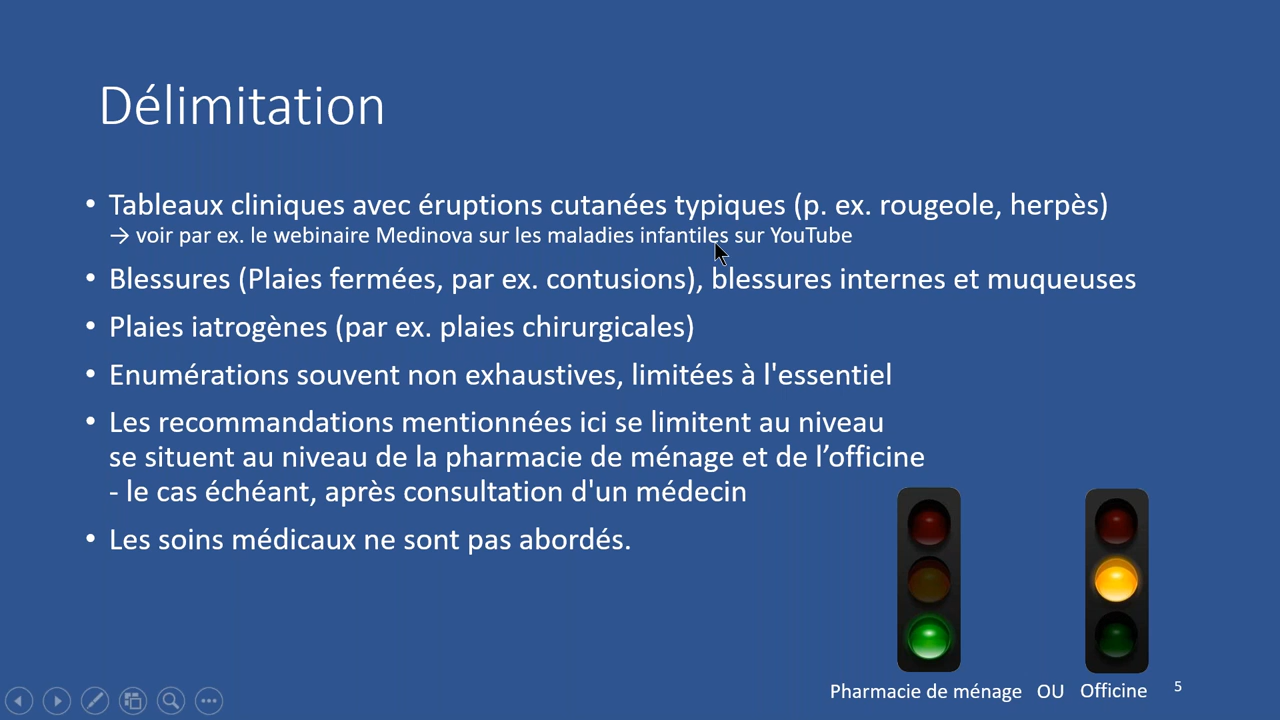 Délimitation
• Tableaux cliniques avec éruptions cutanées typiques (p. ex. rougeole, herpès)
→ voir par ex. le webinaire Medinova sur les maladies infantiles sur YouTube
• Blessures (Plaies fermées, par ex. contusions), blessures internes et muqueuses
• Plaies iatrogènes (par ex. plaies chirurgicales)
• Enumérations souvent non exhaustives, limitées à l'essentiel
• Les recommandations mentionnées ici se limitent au niveau
se situent au niveau de la pharmacie de ménage et de l’officine
- le cas échéant, après consultation d'un médecin
• Les soins médicaux ne sont pas abordés.
Pharmacie de ménage OU Officine
5